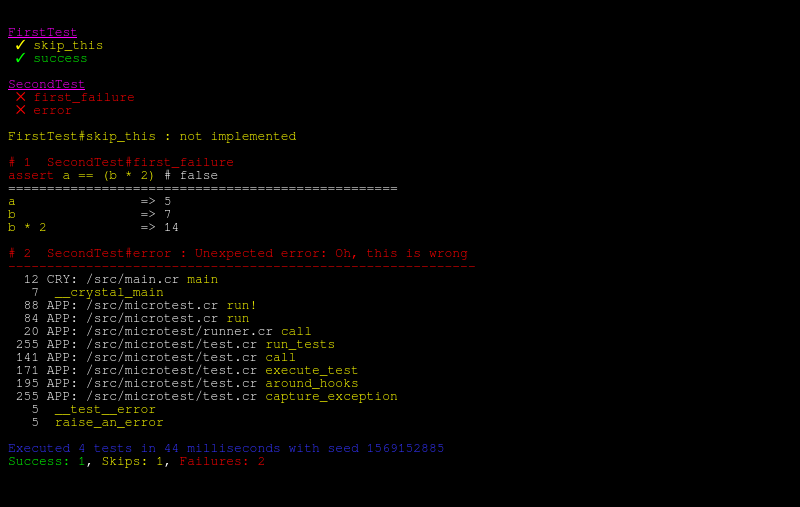 FirstTest
✓ skip_this
✓ success
SecondTest
✕ first_failure
✕ error
FirstTest#skip_this : not implemented
# 1  SecondTest#first_failure
assert a == (b * 2) # false
==================================================
a                => 5
b                => 7
b * 2            => 14
# 2  SecondTest#error : Unexpected error: Oh, this is wrong
------------------------------------------------------------
12 CRY: /src/main.cr main
7  __crystal_main
88 APP: /src/microtest.cr run!
84 APP: /src/microtest.cr run
20 APP: /src/microtest/runner.cr call
255 APP: /src/microtest/test.cr run_tests
141 APP: /src/microtest/test.cr call
171 APP: /src/microtest/test.cr execute_test
195 APP: /src/microtest/test.cr around_hooks
255 APP: /src/microtest/test.cr capture_exception
5  __test__error
5  raise_an_error
Executed 4 tests in 44 milliseconds with seed 1569152885
Success: 1, Skips: 1, Failures: 2